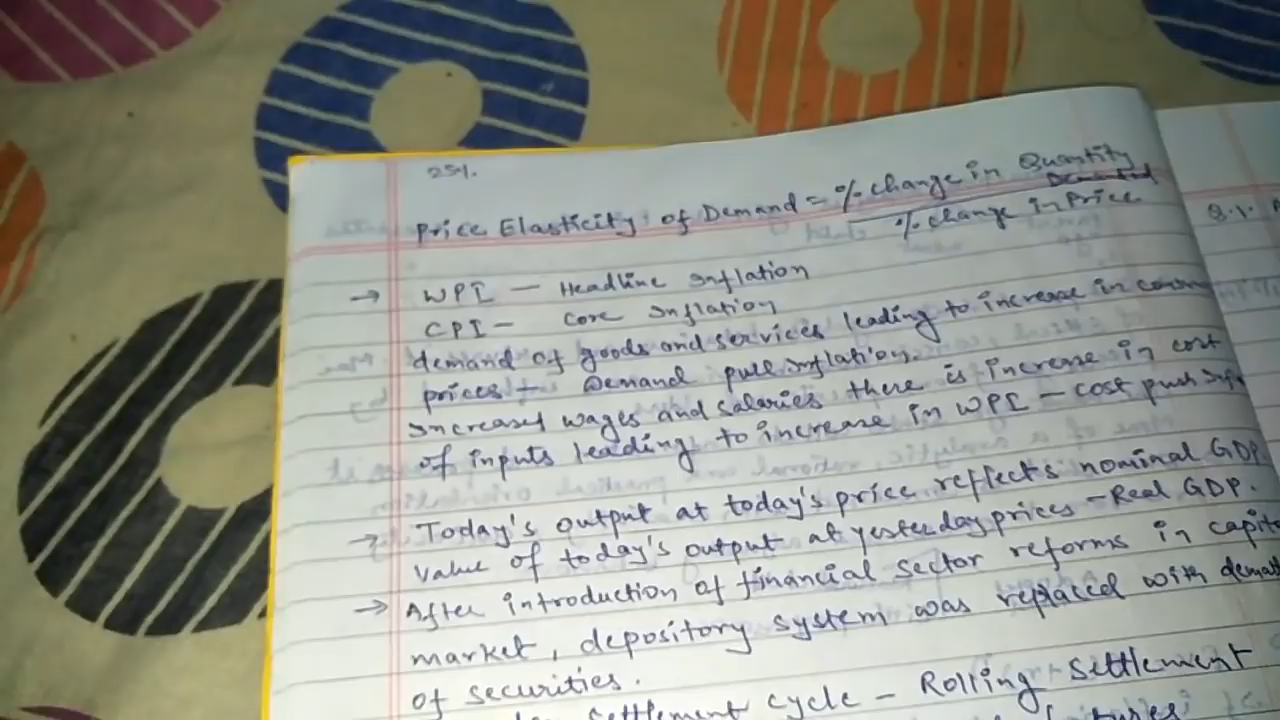 25%.
Price Elasticity of Demand = % change in Quantity Demanded
% change in Price
→ WPI — Headline Inflation
CPI — Core Inflation
demand of goods and services leading to increase in
prices — Demand pull inflation.
Increased wages and salaries there is increase in cost
of inputs leading to increase in WPI — cost push
→ Today's output at today's price reflects nominal GDP.
Value of today's output at yesterday prices - Real GDP.
→ After introduction of financial sector reforms in
market, depository system was replaced with
of securities.
Settlement cycle — Rolling Settlement